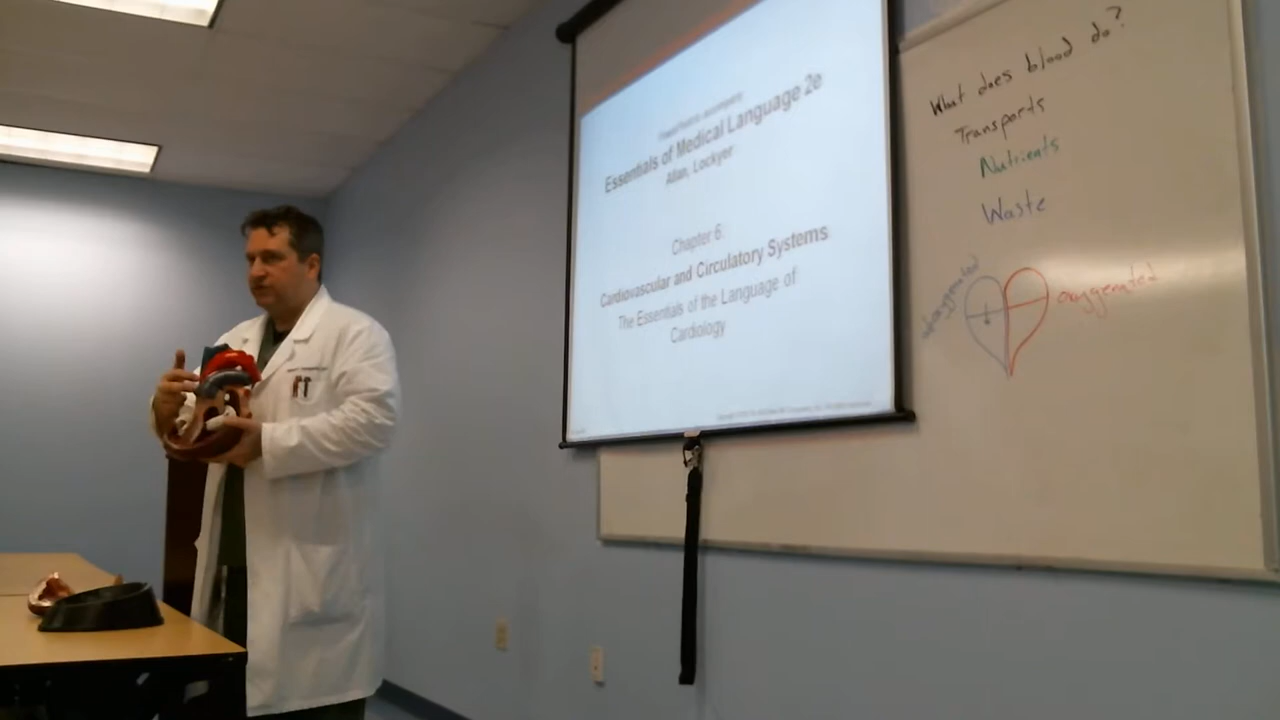 Essentials of Medical Language 2e
Allan, Lockyer
Chapter 6:
Cardiovascular and Circulatory Systems
The Essentials of the Language of
Cardiology
What does blood do?
Transports
Nutrients
Waste
oxygenated